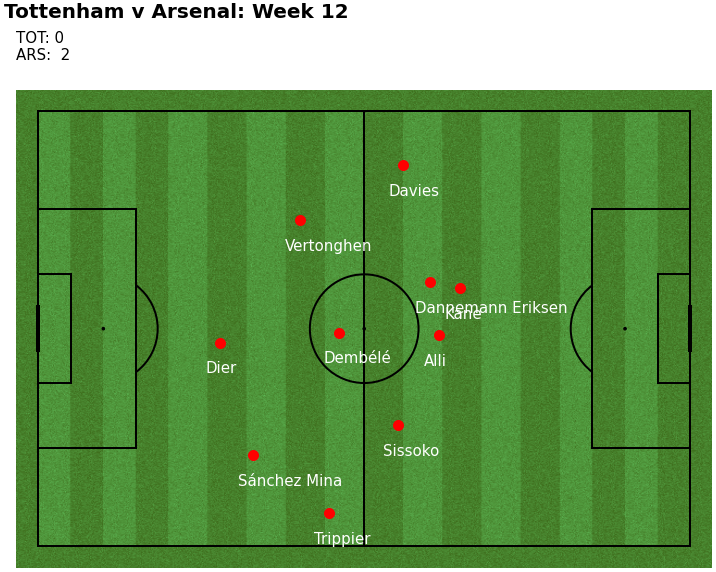 Tottenham v Arsenal: Week 12
TOT: 0
ARS:  2
Davies
Vertonghen
Dannemann Eriksen
Kane
Dembélé
Alli
Dier
Sissoko
Sánchez Mina
Trippier